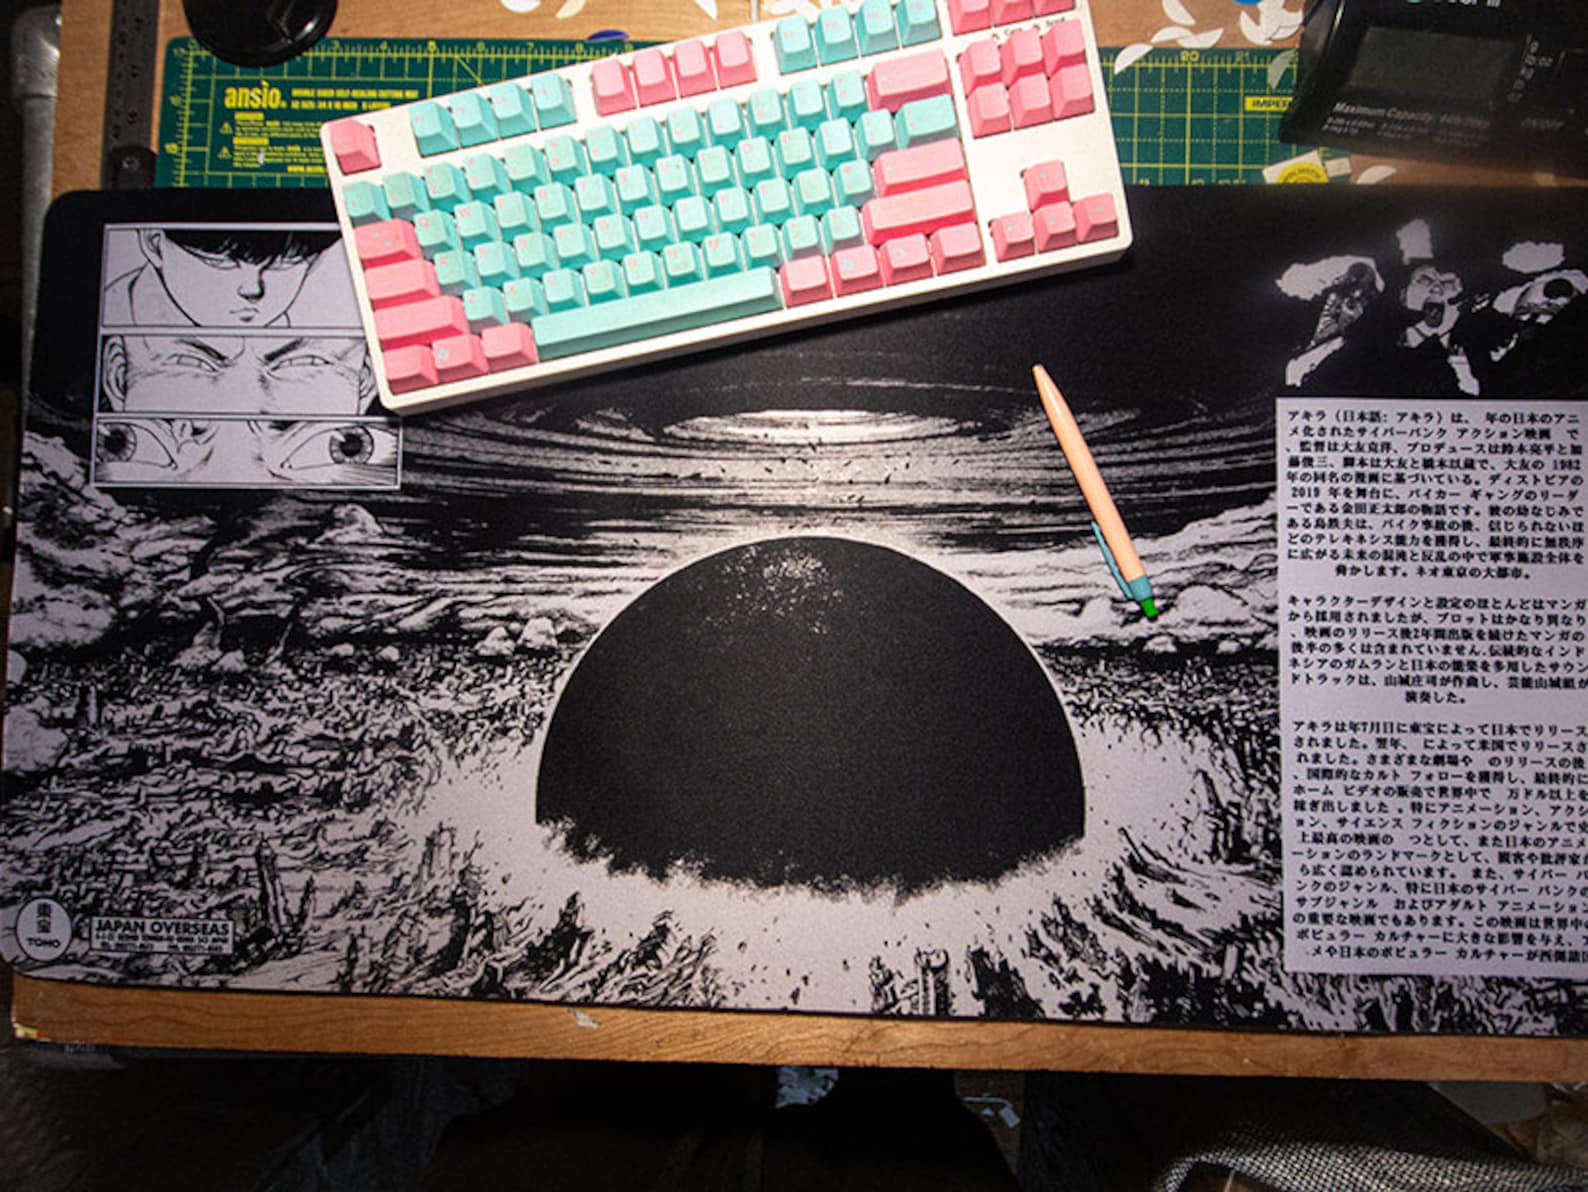 ansio.
DOUBLE SIDED SELF-HEALING CUTTING MAT
IMPERI
Maximum Capacity:
アキラ（日本語: アキラ）は、 年の日本のアニ
メ化されたサイバーパンク アクション映画 で
、監督は大友克洋、プロデュースは鈴木亮平と加
藤俊三、脚本は大友と橋本以蔵で、大友の 1982
年の同名の漫画に基づいている。ディストピアの
2019 年を舞台に、バイカー ギャングのリーダ
ーである金田正太郎の物語です。彼の幼なじみで
ある島鉄夫は、バイク事故の後、信じられないほ
どのテレキネシス能力を獲得し、最終的に無秩序
に広がる未来の混沌と反乱の中で軍事施設全体を
脅かします。ネオ東京の大都市。
キャラクターデザインと設定のほとんどはマンガ
から採用されましたが、プロットはかなり異なり
、映画のリリース後2年間出版を続けたマンガの
後半の多くは含まれていません.伝統的なインド
ネシアのガムランと日本の能楽を多用したサウン
ドトラックは、山城庄司が作曲し、芸能山城組が
演奏した。
アキラは年7月月日に東宝によって日本でリリース
されました。翌年、 によって米国でリリースさ
れました。さまざまな劇場や のリリースの後
、国際的なカルト フォローを獲得し、最終的に
ホーム ビデオの販売で世界中で 万ドル以上を
稼ぎ出しました 。特にアニメーション、アクシ
ョン、サイエンス フィクションのジャンルで史
上最高の映画の つとして、また日本のアニメ
ーションのランドマークとして、観客や批評家か
ら広く認められています。 また、サイバー パ
ンクのジャンル、特に日本のサイバー パンクの
サブジャンル およびアダルト アニメーション
の重要な映画でもあります。この映画は世界中の
ポピュラー カルチャーに大きな影響を与え、
メや日本のポピュラー カルチャーが西側諸国
東宝
TOHO
JAPAN OVERSEAS